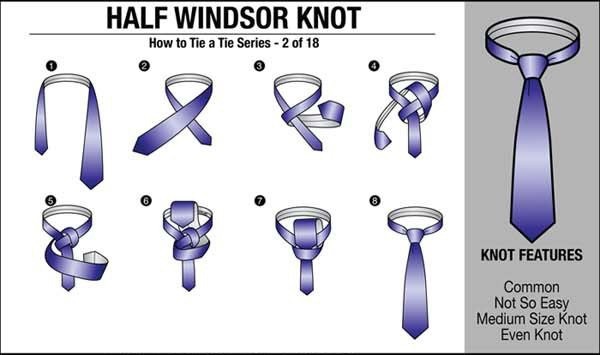 HALF WINDSOR KNOT
How to Tie a Tie Series - 2 of 18
1
2
3
4
5
6
7
8
KNOT FEATURES
Common
Not So Easy
Medium Size Knot
Even Knot